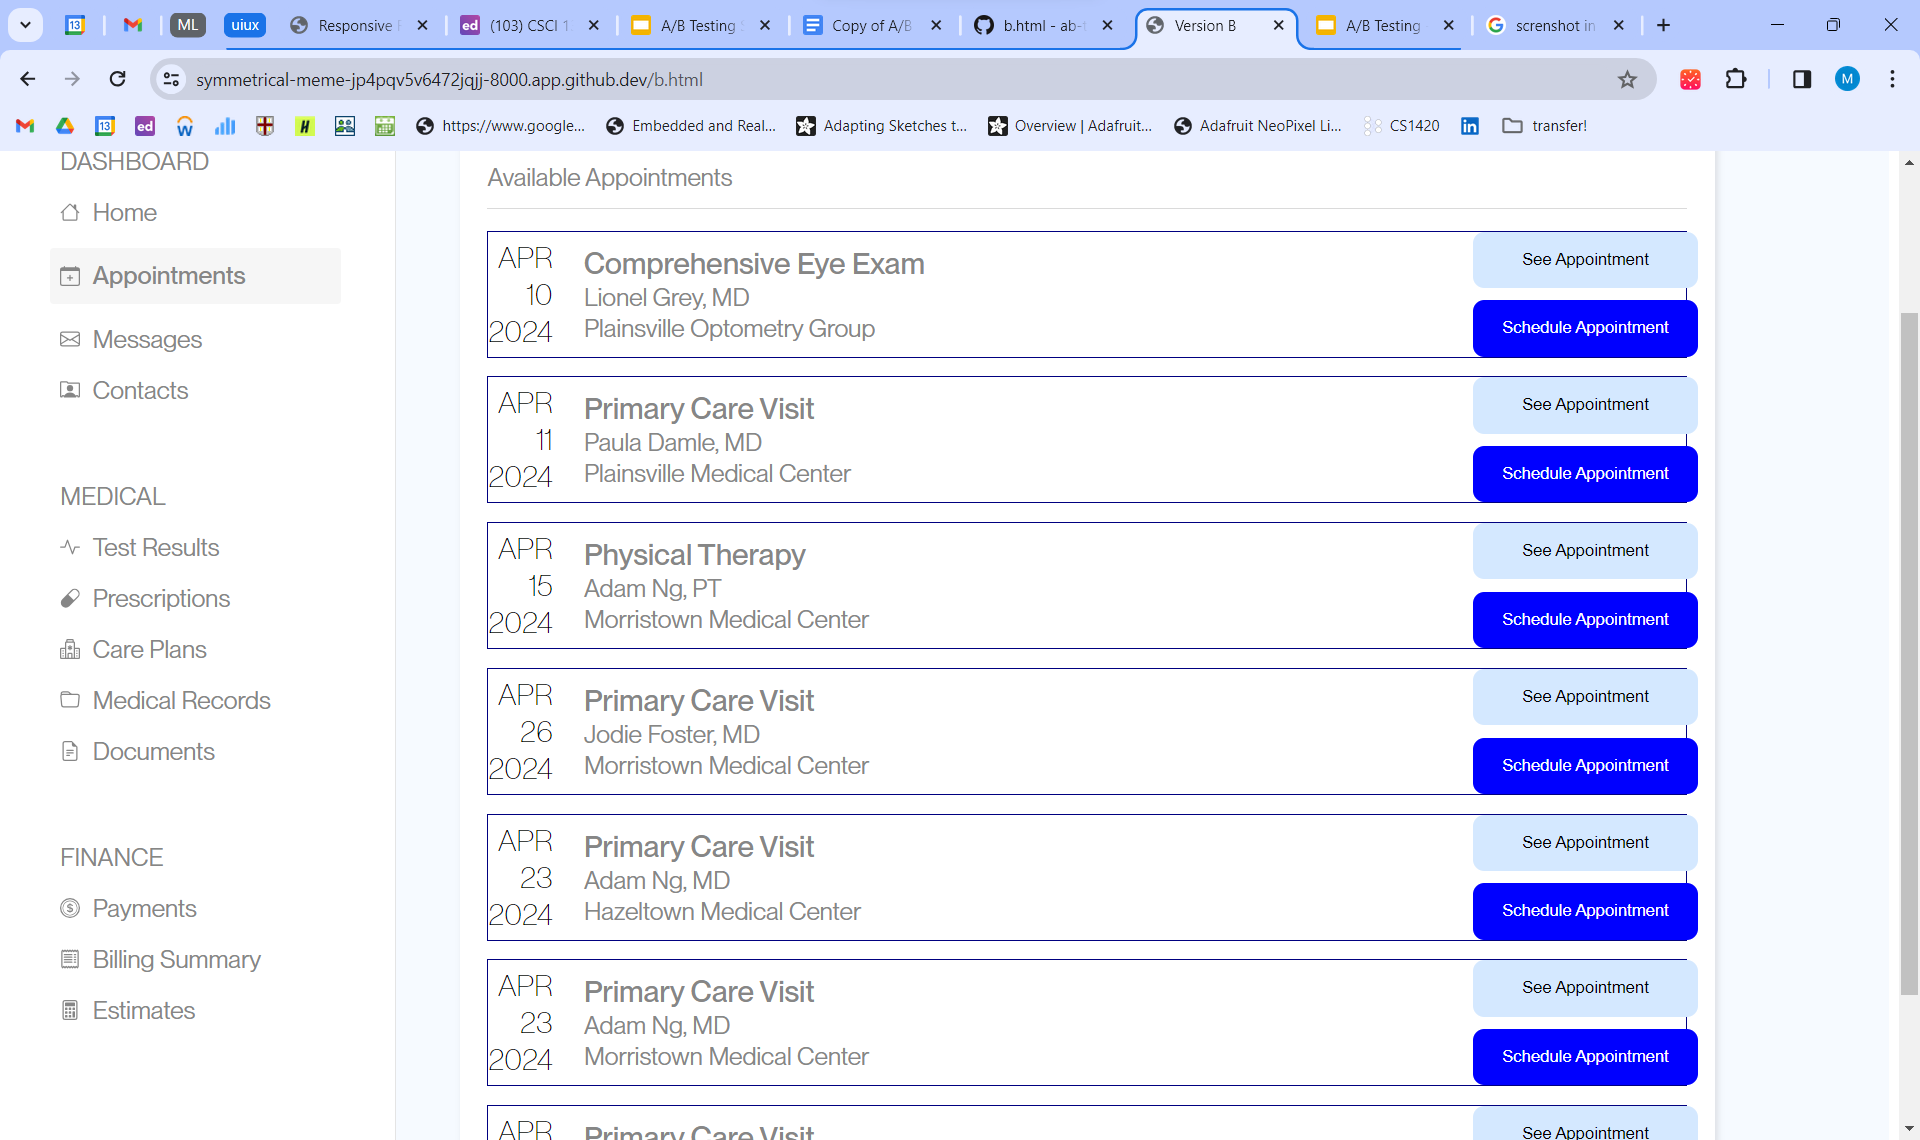 13
ML
uiux
Responsive
ed
(103) CSCI 1
A/B Testing
Copy of A/B
b.html - ab-
Version B
A/B Testing
screnshot in
symmetrical-meme-jp4pqv5v6472jqjj-8000.app.github.dev/b.html
M
13
ed
https://www.google...
Embedded and Real...
Adapting Sketches t...
Overview | Adafruit...
Adafruit NeoPixel Li...
CS1420
in
transfer!
DASHBOARD
Home
Appointments
Messages
Contacts
MEDICAL
Test Results
Prescriptions
Care Plans
Medical Records
Documents
FINANCE
Payments
Billing Summary
Estimates
Available Appointments
APR
10
2024
Comprehensive Eye Exam
Lionel Grey, MD
Plainsville Optometry Group
See Appointment
Schedule Appointment
APR
11
2024
Primary Care Visit
Paula Damle, MD
Plainsville Medical Center
See Appointment
Schedule Appointment
APR
15
2024
Physical Therapy
Adam Ng, PT
Morristown Medical Center
See Appointment
Schedule Appointment
APR
26
2024
Primary Care Visit
Jodie Foster, MD
Morristown Medical Center
See Appointment
Schedule Appointment
APR
23
2024
Primary Care Visit
Adam Ng, MD
Hazeltown Medical Center
See Appointment
Schedule Appointment
APR
23
2024
Primary Care Visit
Adam Ng, MD
Morristown Medical Center
See Appointment
Schedule Appointment
APR
Primary Care Visit
See Appointment